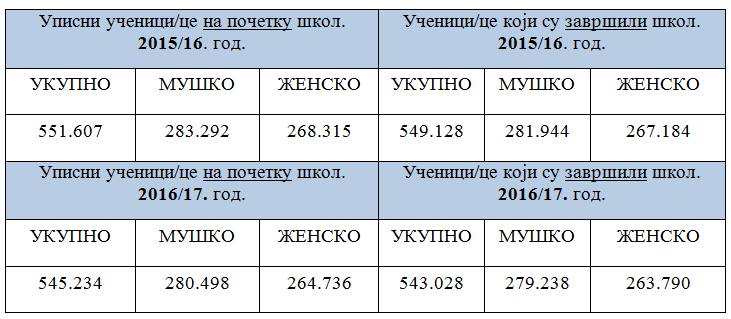 Уписни ученици/це на почетку школ. Ученици/це који су завршили школ.
2015/16. год. 2015/16. год.
УКУПНО МУШКО ЖЕНСКО УКУПНО МУШКО ЖЕНСКО
551.607 283.292 268.315 549.128 281.944 267.184
Уписни ученици/це на почетку школ. Ученици/це који су завршили школ.
2016/17. год. 2016/17. год.
УКУПНО МУШКО ЖЕНСКО УКУПНО МУШКО ЖЕНСКО
545.234 280.498 264.736 543.028 279.238 263.790